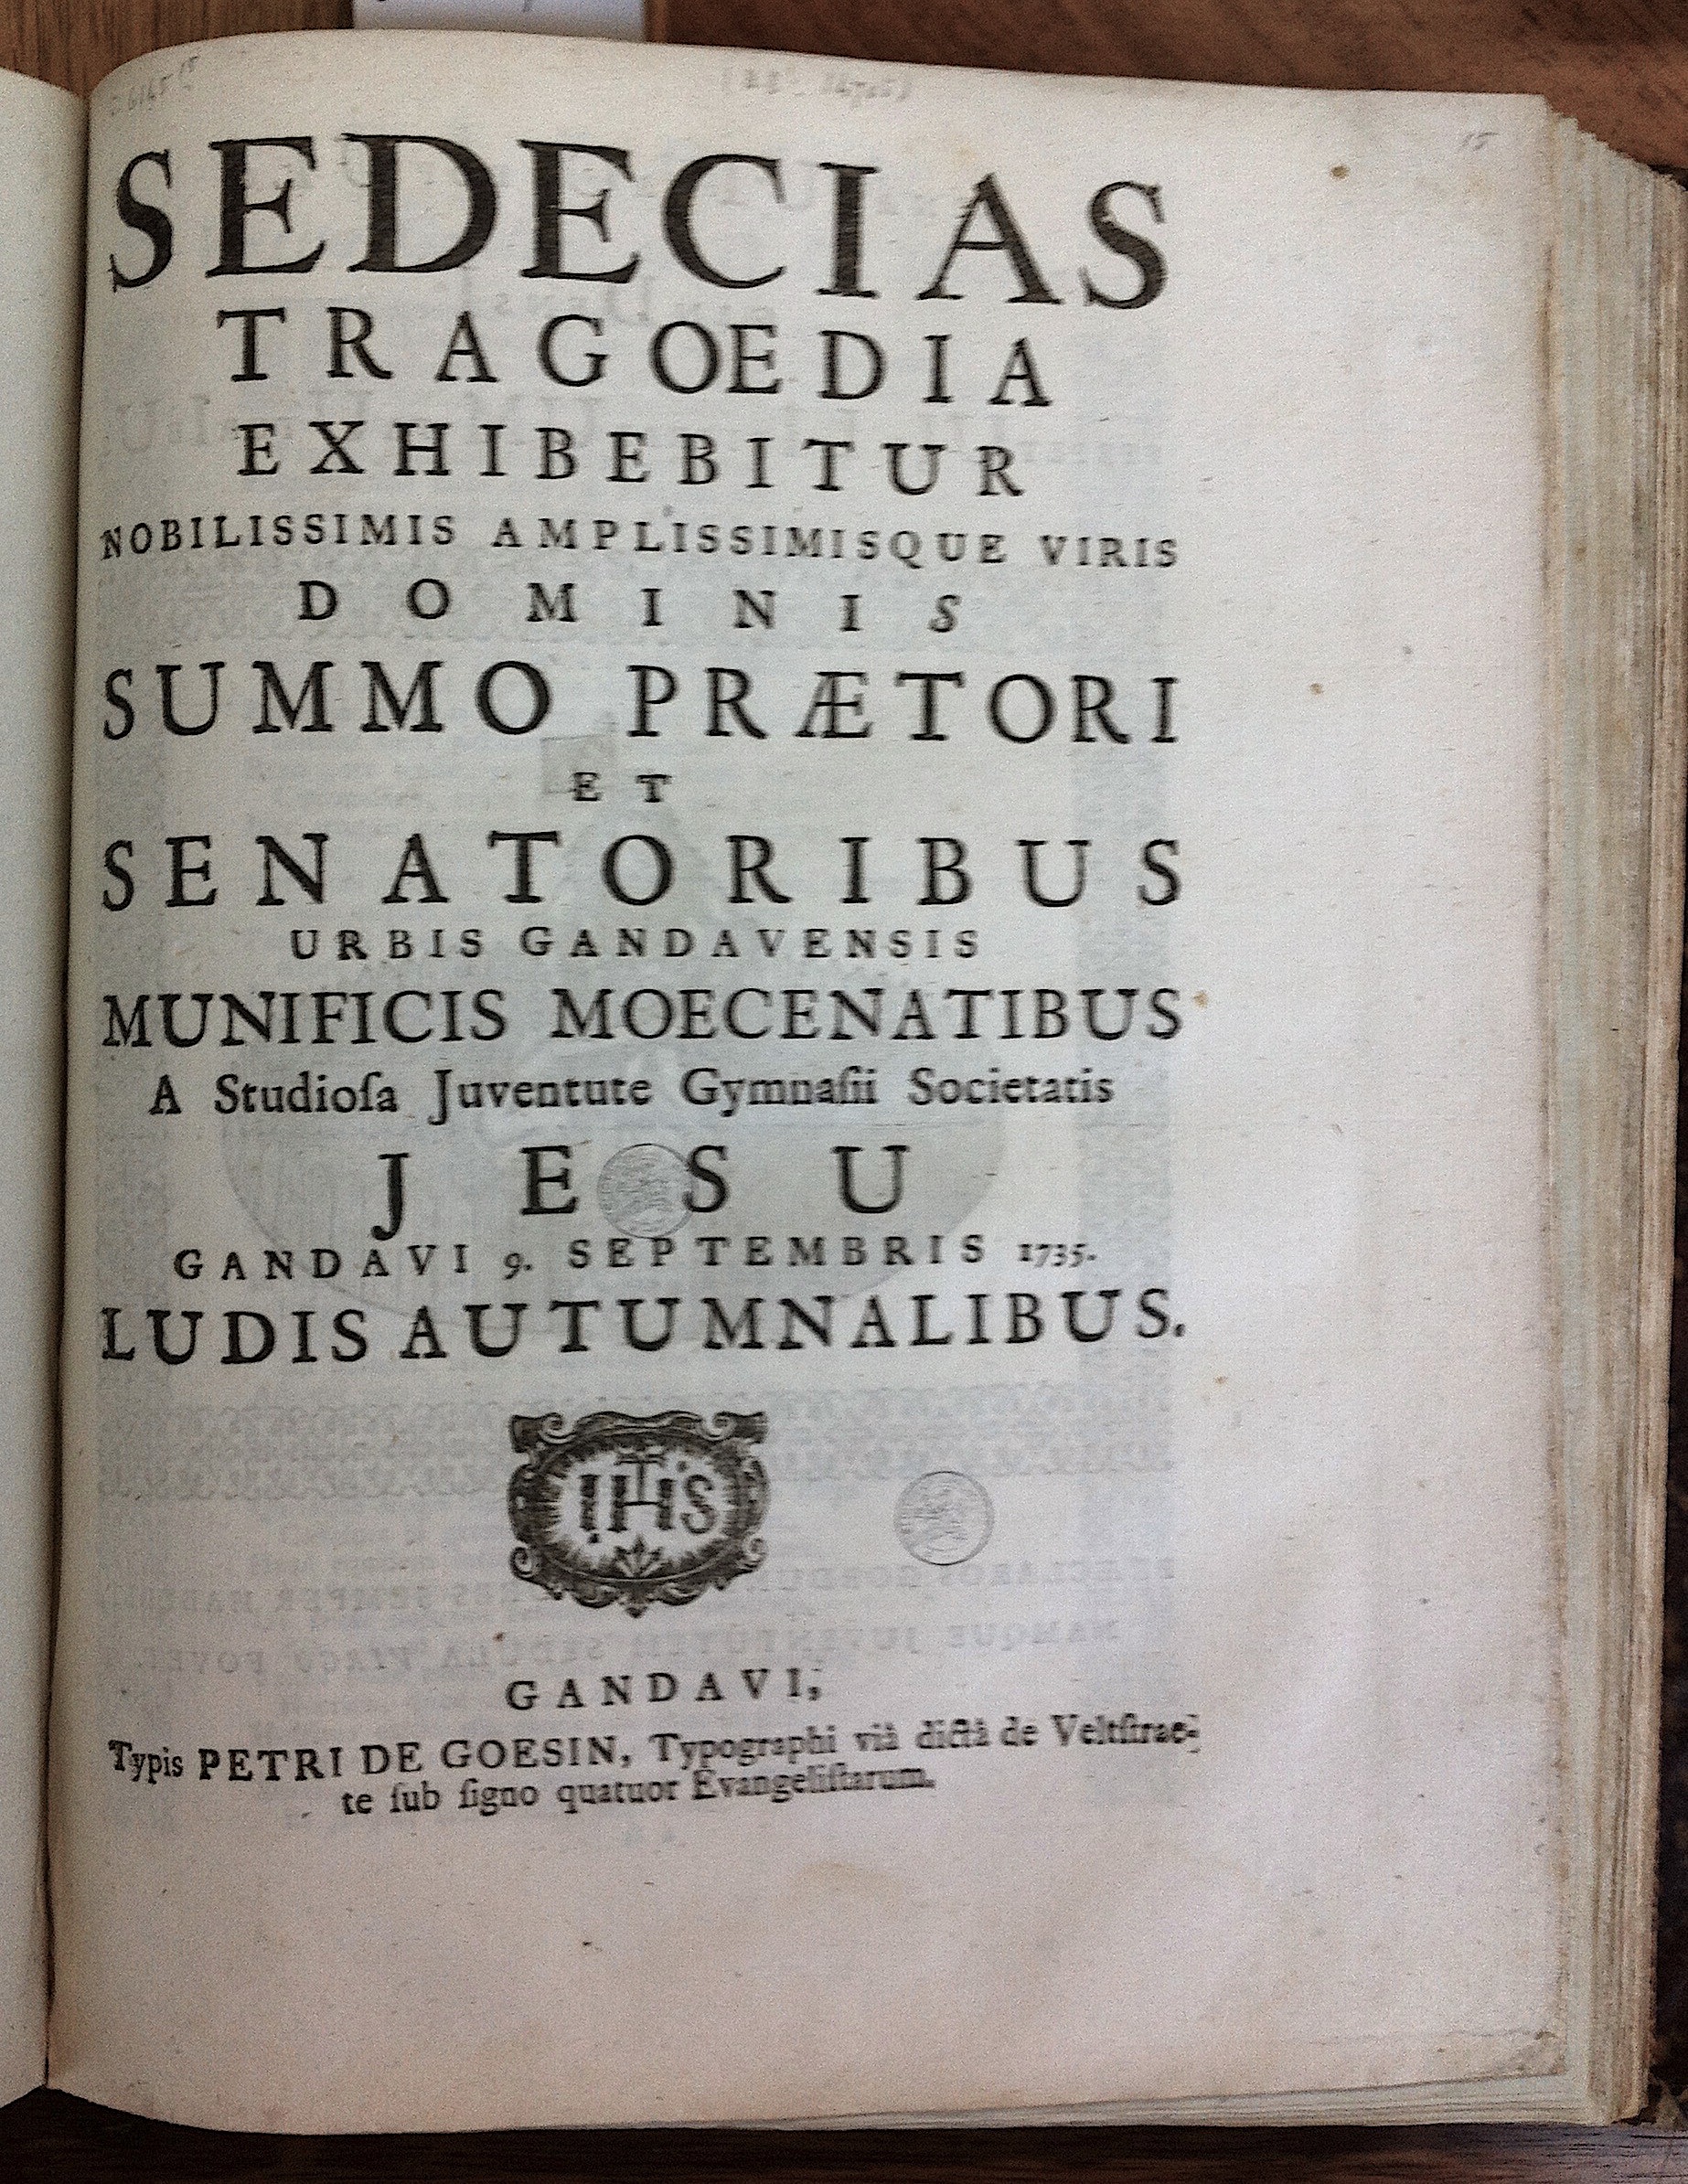 SEDECIAS
TRAGOEDIA
EXHIBEBITUR
NOBILISSIMIS AMPLISSIMISQUE VIRIS
DOMINIS
SUMMO PRÆTORI
ET
SENATORIBUS
URBIS GANDAVENSIS
MUNIFICIS MOECENATIBUS
A Studioſa Juventute Gymnaſii Societatis
JESU
GANDAVI 9. SEPTEMBRIS 1735.
LUDIS AUTUMNALIBUS.
IHS
GANDAVI,
Typis PETRI DE GOESIN, Typographi viâ dictâ de Veltſtrae-
te ſub ſigno quatuor Evangeliſtarum.